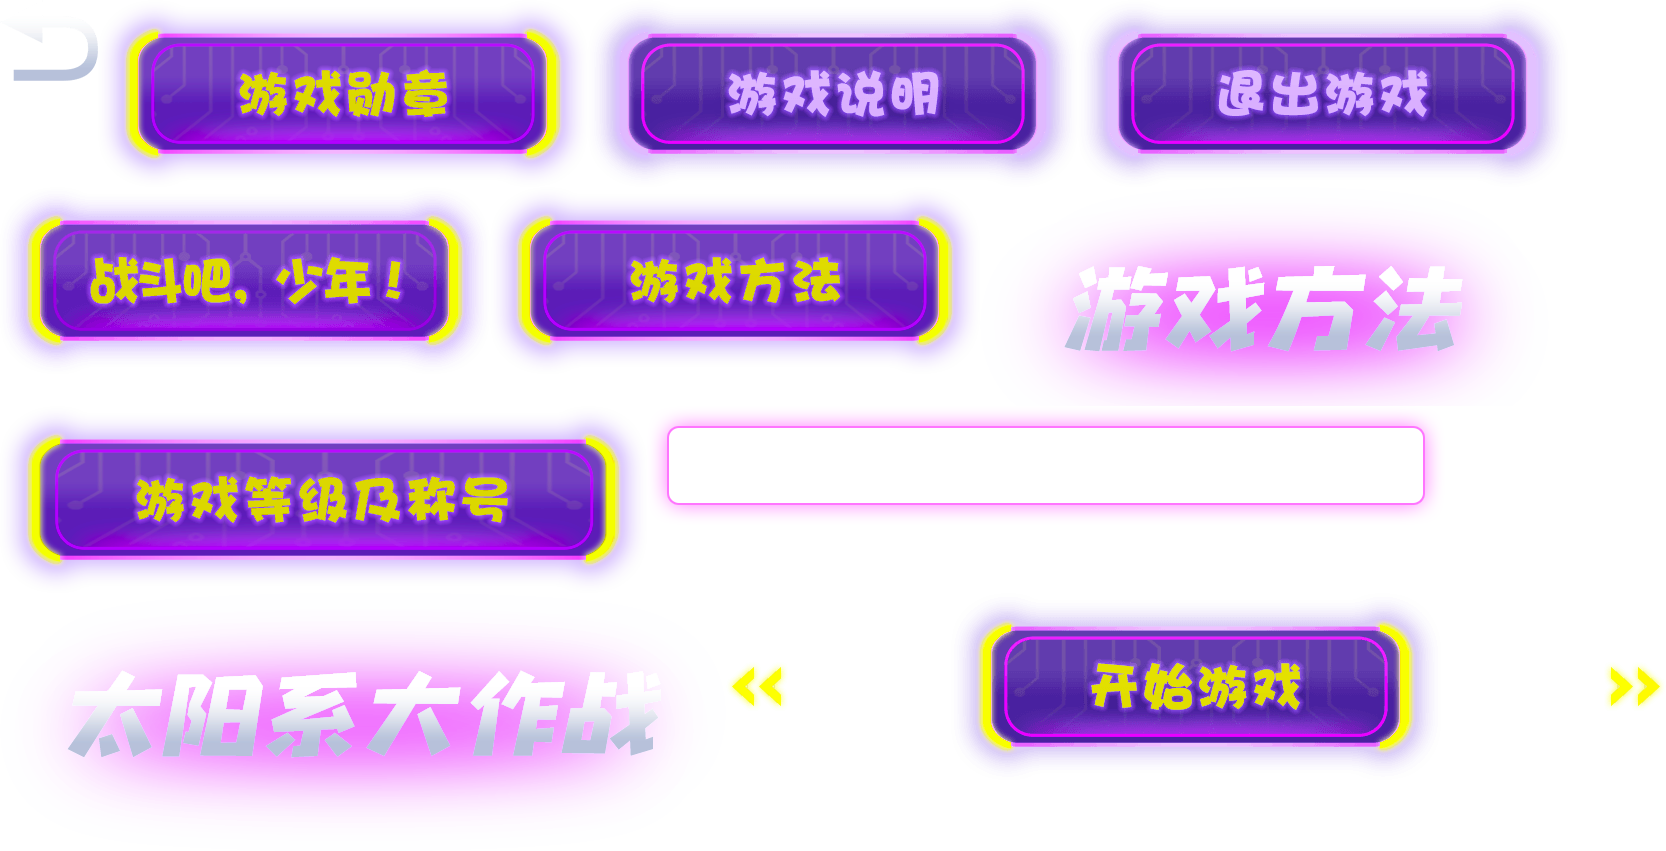 游戏勋章
游戏说明
退出游戏
战斗吧，少年！
游戏方法
游戏方法
游戏等级及称号
太阳系大作战
开始游戏